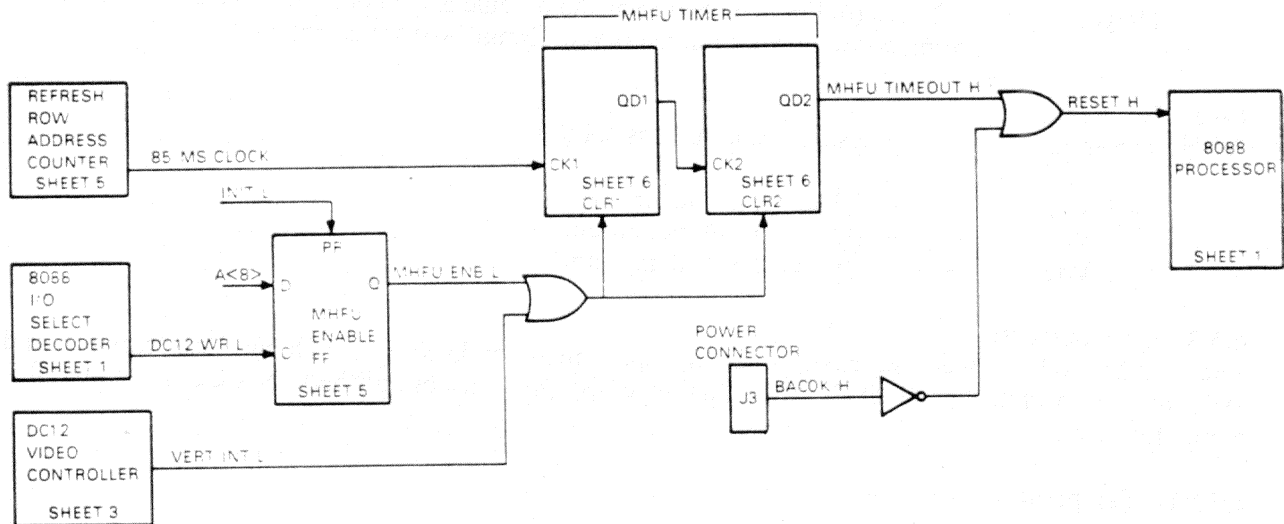 MHFU TIMER
REFRESH
ROW
ADDRESS
COUNTER
SHEET 5
85 MS CLOCK
QD1
CK1
SHEET 6
CLR1
QD2
CK2
SHEET 6
CLR2
MHFU TIMEOUT H
RESET H
8088
PROCESSOR
SHEET 1
INIT L
PR
A<8>
D
Q
C
MHFU
ENABLE
FF
SHEET 5
MHFU ENB L
8088
I/O
SELECT
DECODER
SHEET 1
DC12 WR L
POWER
CONNECTOR
J3
BACOK H
DC12
VIDEO
CONTROLLER
SHEET 3
VERT INT L